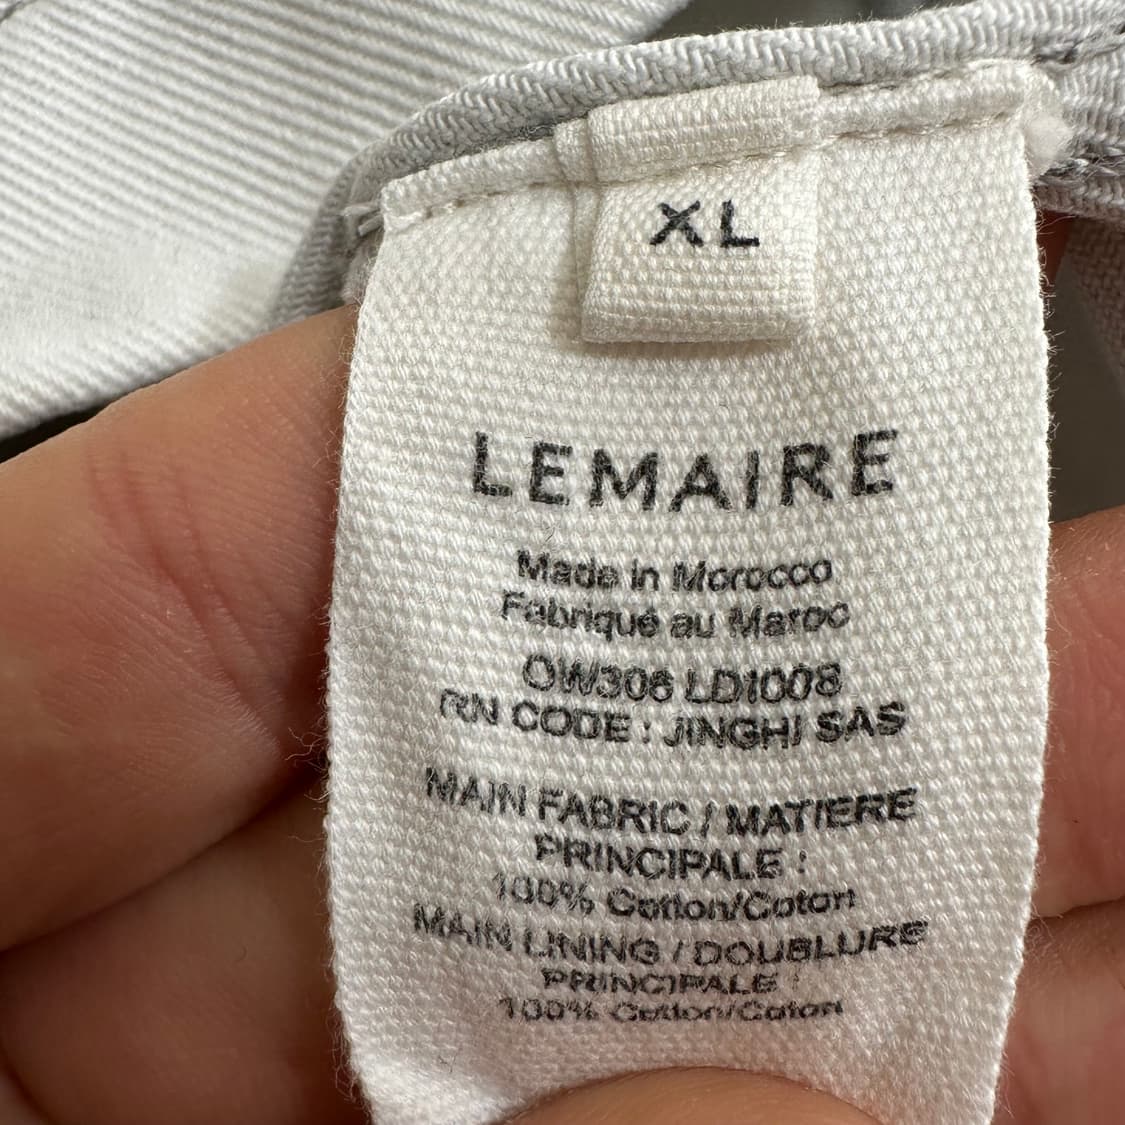 XL
LEMAIRE
Made in Morocco
Fabriqué au Maroc
OW306 LD1008
RN CODE : JINGHI SAS
MAIN FABRIC / MATIERE
PRINCIPALE :
100% Cotton/Coton
MAIN LINING / DOUBLURE
PRINCIPALE :
100% Cotton/Coton